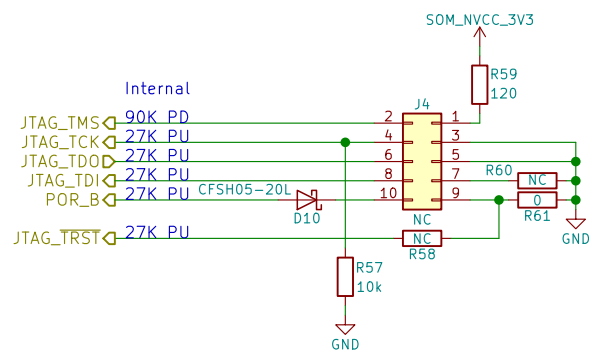 SOM_NVCC_3V3
R59
120
Internal
J4
JTAG_TMS 90K PD 2 1
JTAG_TCK 27K PU 4 3
JTAG_TDO 27K PU 6 5
JTAG_TDI 27K PU 8 7 R60 NC
POR_B 27K PU CFSH05-20L D10 10 9 0 R61
NC
GND
JTAG_TRST 27K PU NC
R58
R57
10k
GND